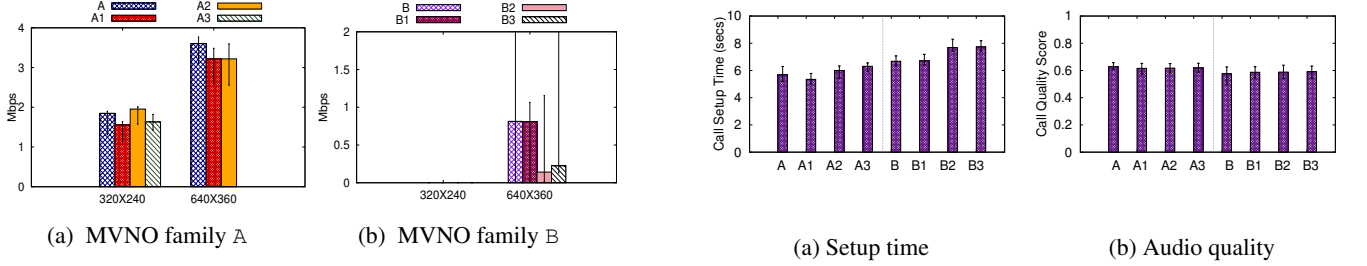 A A2
A1 A3
Mbps
4
3
2
1
0
320X240 640X360
(a) MVNO family A
B B2
B1 B3
Mbps
2
1.5
1
0.5
0
320X240 640X360
(b) MVNO family B
Call Setup Time (secs)
10
8
6
4
2
0
A A1 A2 A3 B B1 B2 B3
(a) Setup time
Call Quality Score
1
0.8
0.6
0.4
0.2
0
A A1 A2 A3 B B1 B2 B3
(b) Audio quality